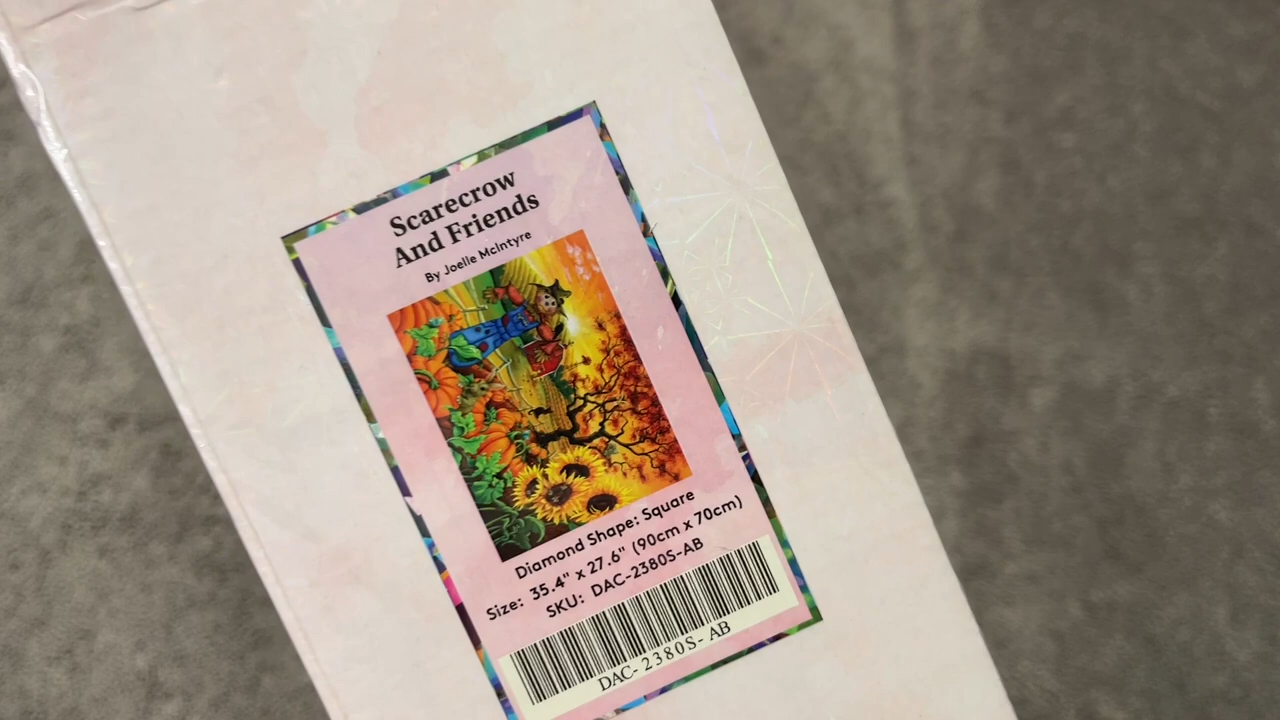 Scarecrow
And Friends
By Joelle McIntyre
Diamond Shape: Square
Size: 35.4" x 27.6" (90cm x 70cm)
SKU: DAC-2380S-AB
DAC-2380S-AB